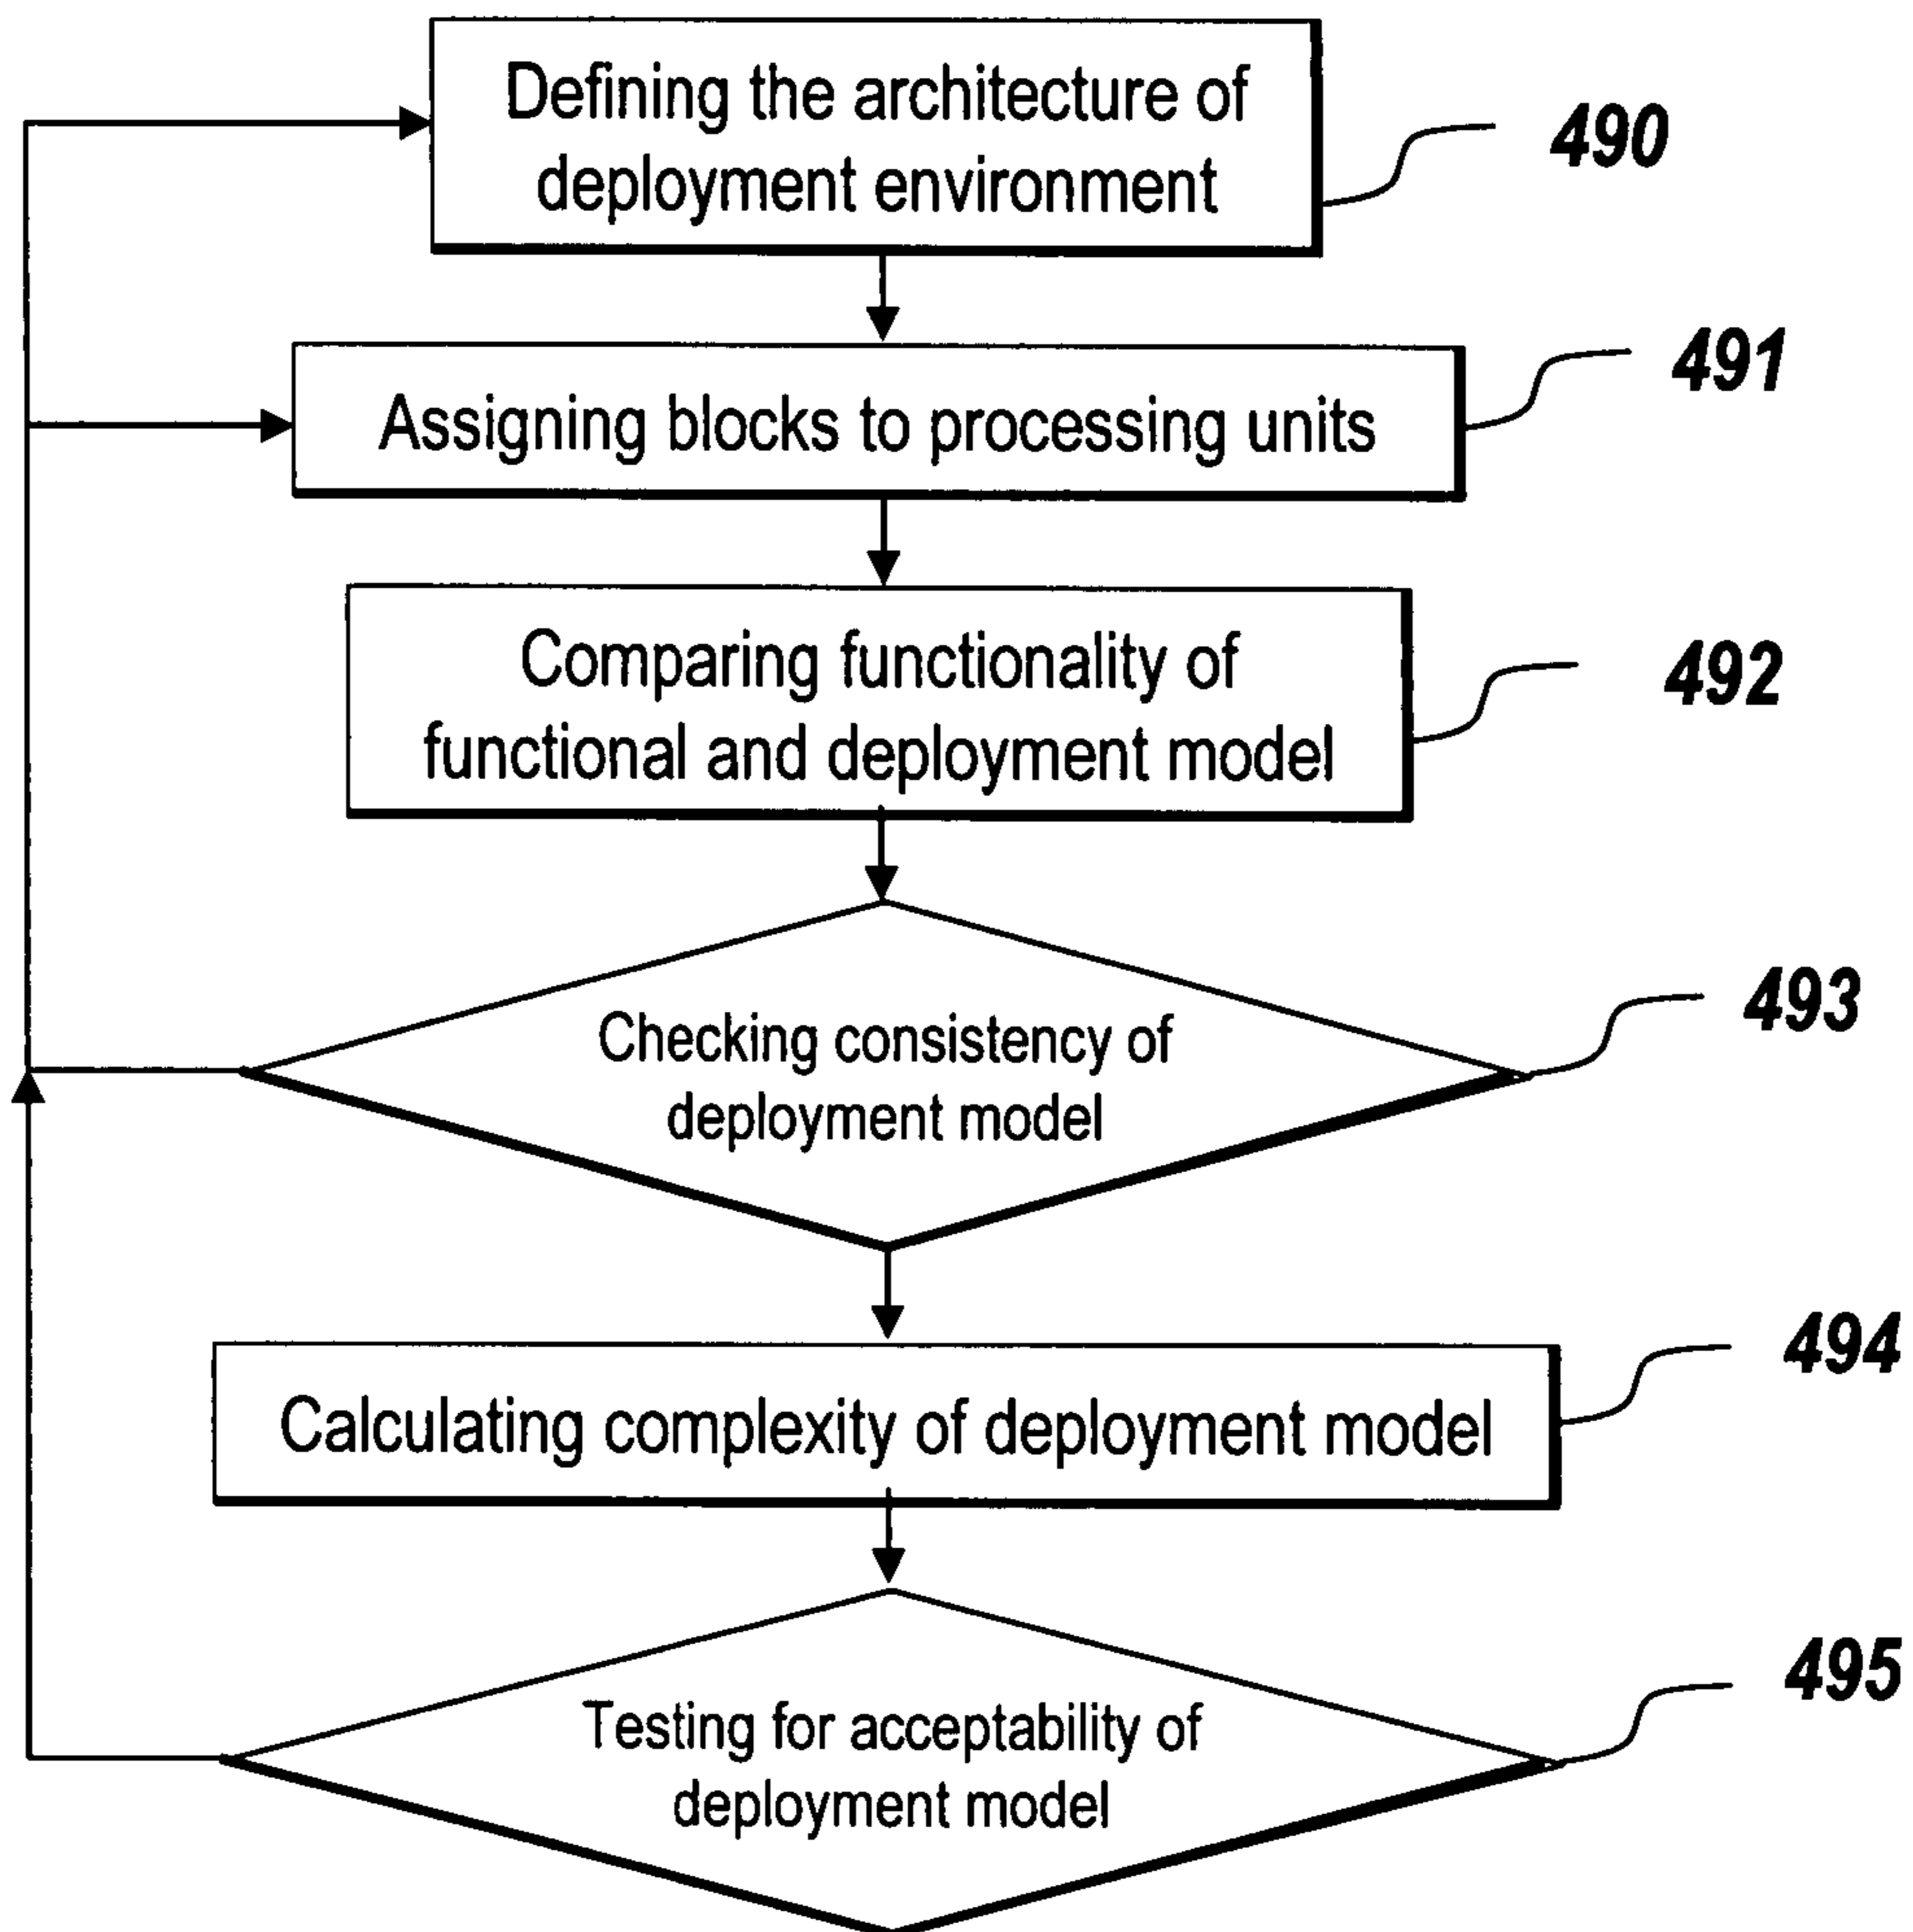 Defining the architecture of
deployment environment
490
Assigning blocks to processing units
491
Comparing functionality of
functional and deployment model
492
Checking consistency of
deployment model
493
Calculating complexity of deployment model
494
Testing for acceptability of
deployment model
495